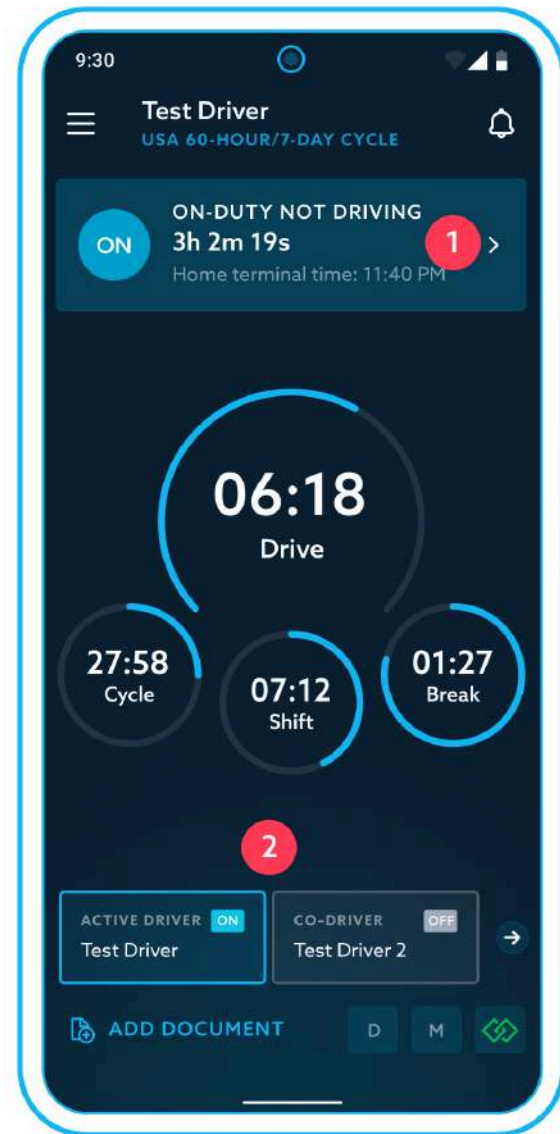 9:30
Test Driver
USA 60-HOUR/7-DAY CYCLE
ON
ON-DUTY NOT DRIVING
3h 2m 19s
Home terminal time: 11:40 PM
1
06:18
Drive
27:58
Cycle
07:12
Shift
01:27
Break
2
ACTIVE DRIVER ON
Test Driver
CO-DRIVER OFF
Test Driver 2
ADD DOCUMENT
D
M